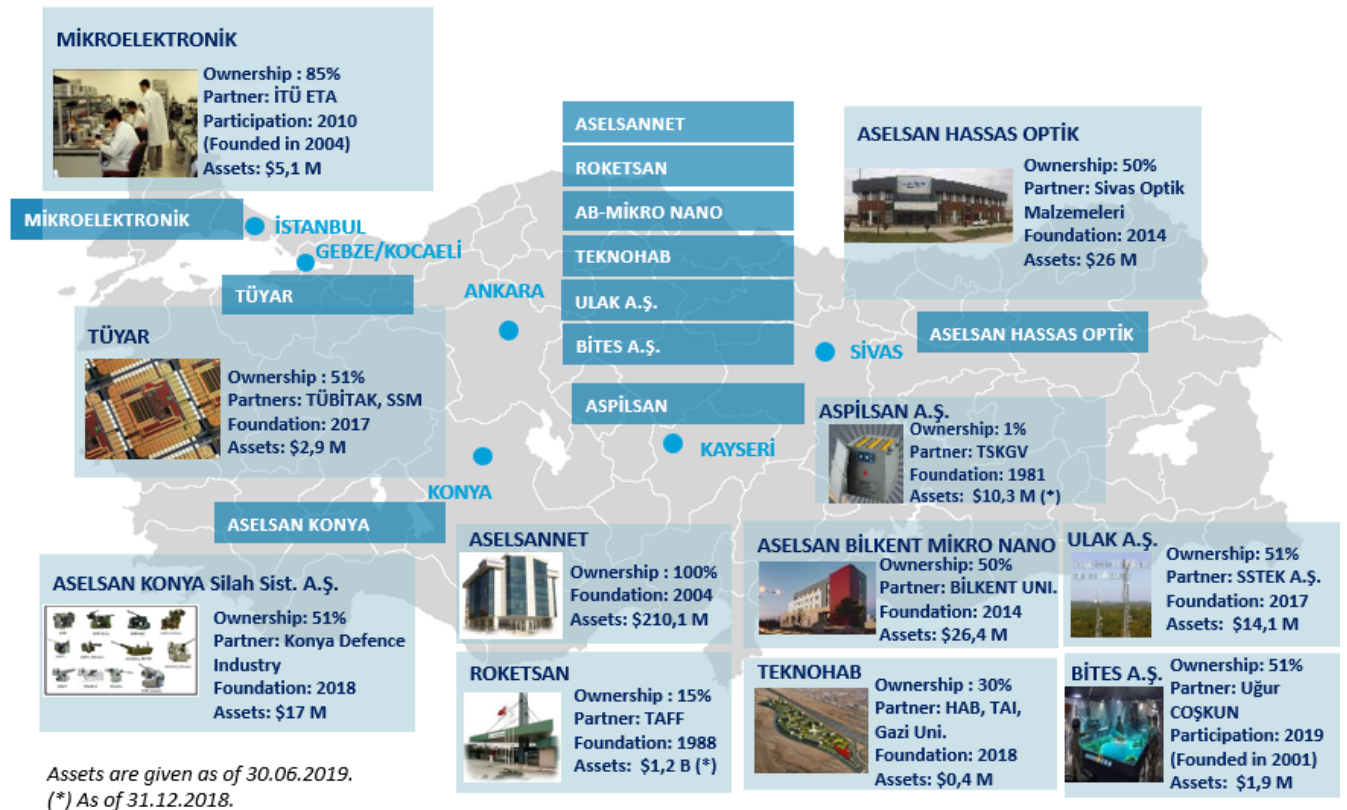 MİKROELEKTRONİK
Ownership : 85%
Partner: İTÜ ETA
Participation: 2010
(Founded in 2004)
Assets: $5,1 M
MİKROELEKTRONİK
İSTANBUL
GEBZE/KOCAELİ
TÜYAR
ANKARA
TÜYAR
Ownership : 51%
Partners: TÜBİTAK, SSM
Foundation: 2017
Assets: $2,9 M
ASELSANNET
ROKETSAN
AB-MİKRO NANO
TEKNOHAB
ULAK A.Ş.
BİTES A.Ş.
ASPİLSAN
KAYSERİ
ASELSAN HASSAS OPTİK
Ownership: 50%
Partner: Sivas Optik
Malzemeleri
Foundation: 2014
Assets: $26 M
ASELSAN HASSAS OPTİK
SİVAS
ASPİLSAN A.Ş.
Ownership: 1%
Partner: TSKGV
Foundation: 1981
Assets:  $10,3 M (*)
KONYA
ASELSAN KONYA
ASELSAN KONYA Silah Sist. A.Ş.
Ownership: 51%
Partner: Konya Defence
Industry
Foundation: 2018
Assets: $17 M
ASELSANNET
Ownership : 100%
Foundation: 2004
Assets: $210,1 M
ASELSAN BİLKENT MİKRO NANO
Ownership: 50%
Partner: BİLKENT UNI.
Foundation: 2014
Assets: $26,4 M
ULAK A.Ş.
Ownership: 51%
Partner: SSTEK A.Ş.
Foundation: 2017
Assets:  $14,1 M
ROKETSAN
Ownership : 15%
Partner: TAFF
Foundation: 1988
Assets:  $1,2 B (*)
TEKNOHAB
Ownership : 30%
Partner: HAB, TAI,
Gazi Uni.
Foundation: 2018
Assets: $0,4 M
BİTES A.Ş.
Ownership: 51%
Partner: Uğur
COŞKUN
Participation: 2019
(Founded in 2001)
Assets: $1,9 M
Assets are given as of 30.06.2019.
(*) As of 31.12.2018.